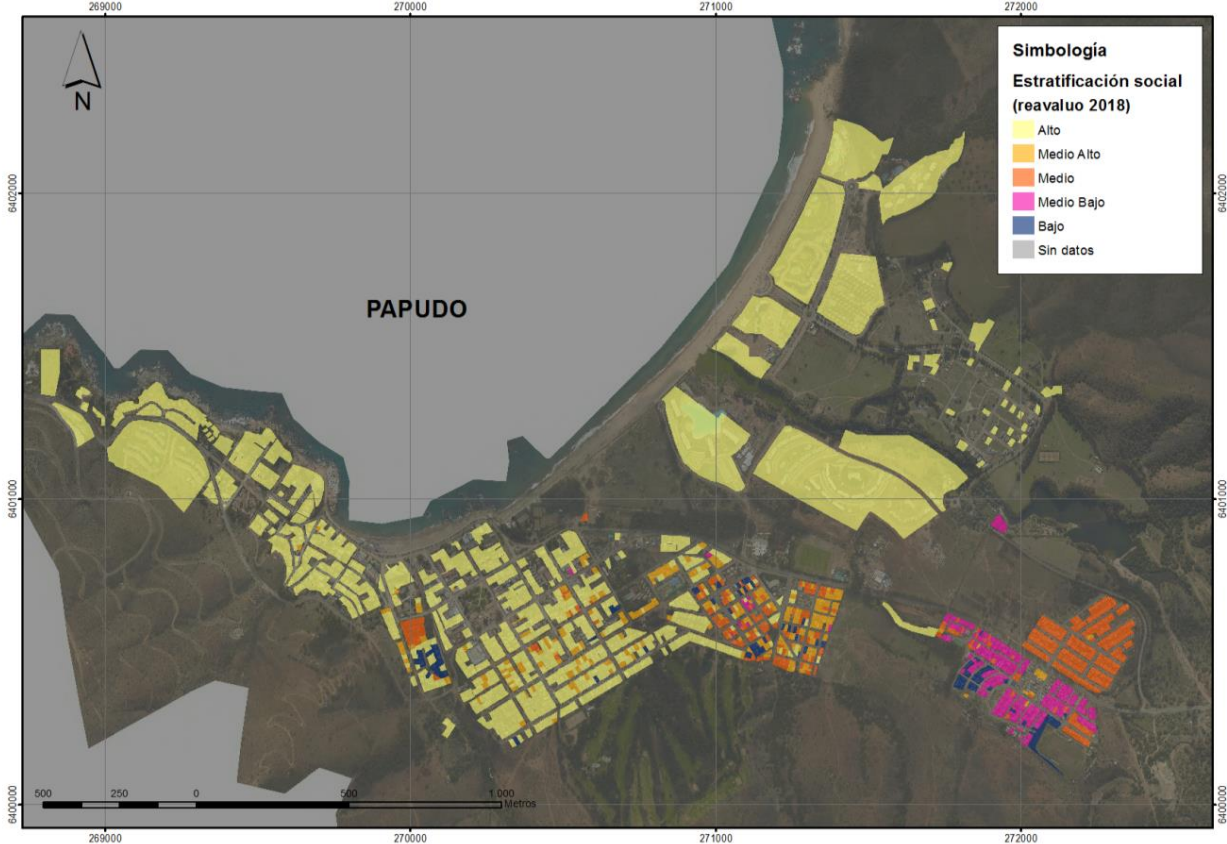 269000 270000 271000 272000
N
Simbología
Estratificación social
(reavaluo 2018)
Alto
Medio Alto
Medio
Medio Bajo
Bajo
Sin datos
6402000 6402000
PAPUDO
6401000 6401000
500 250 0 500 1.000
Metros
6400000 6400000
269000 270000 271000 272000